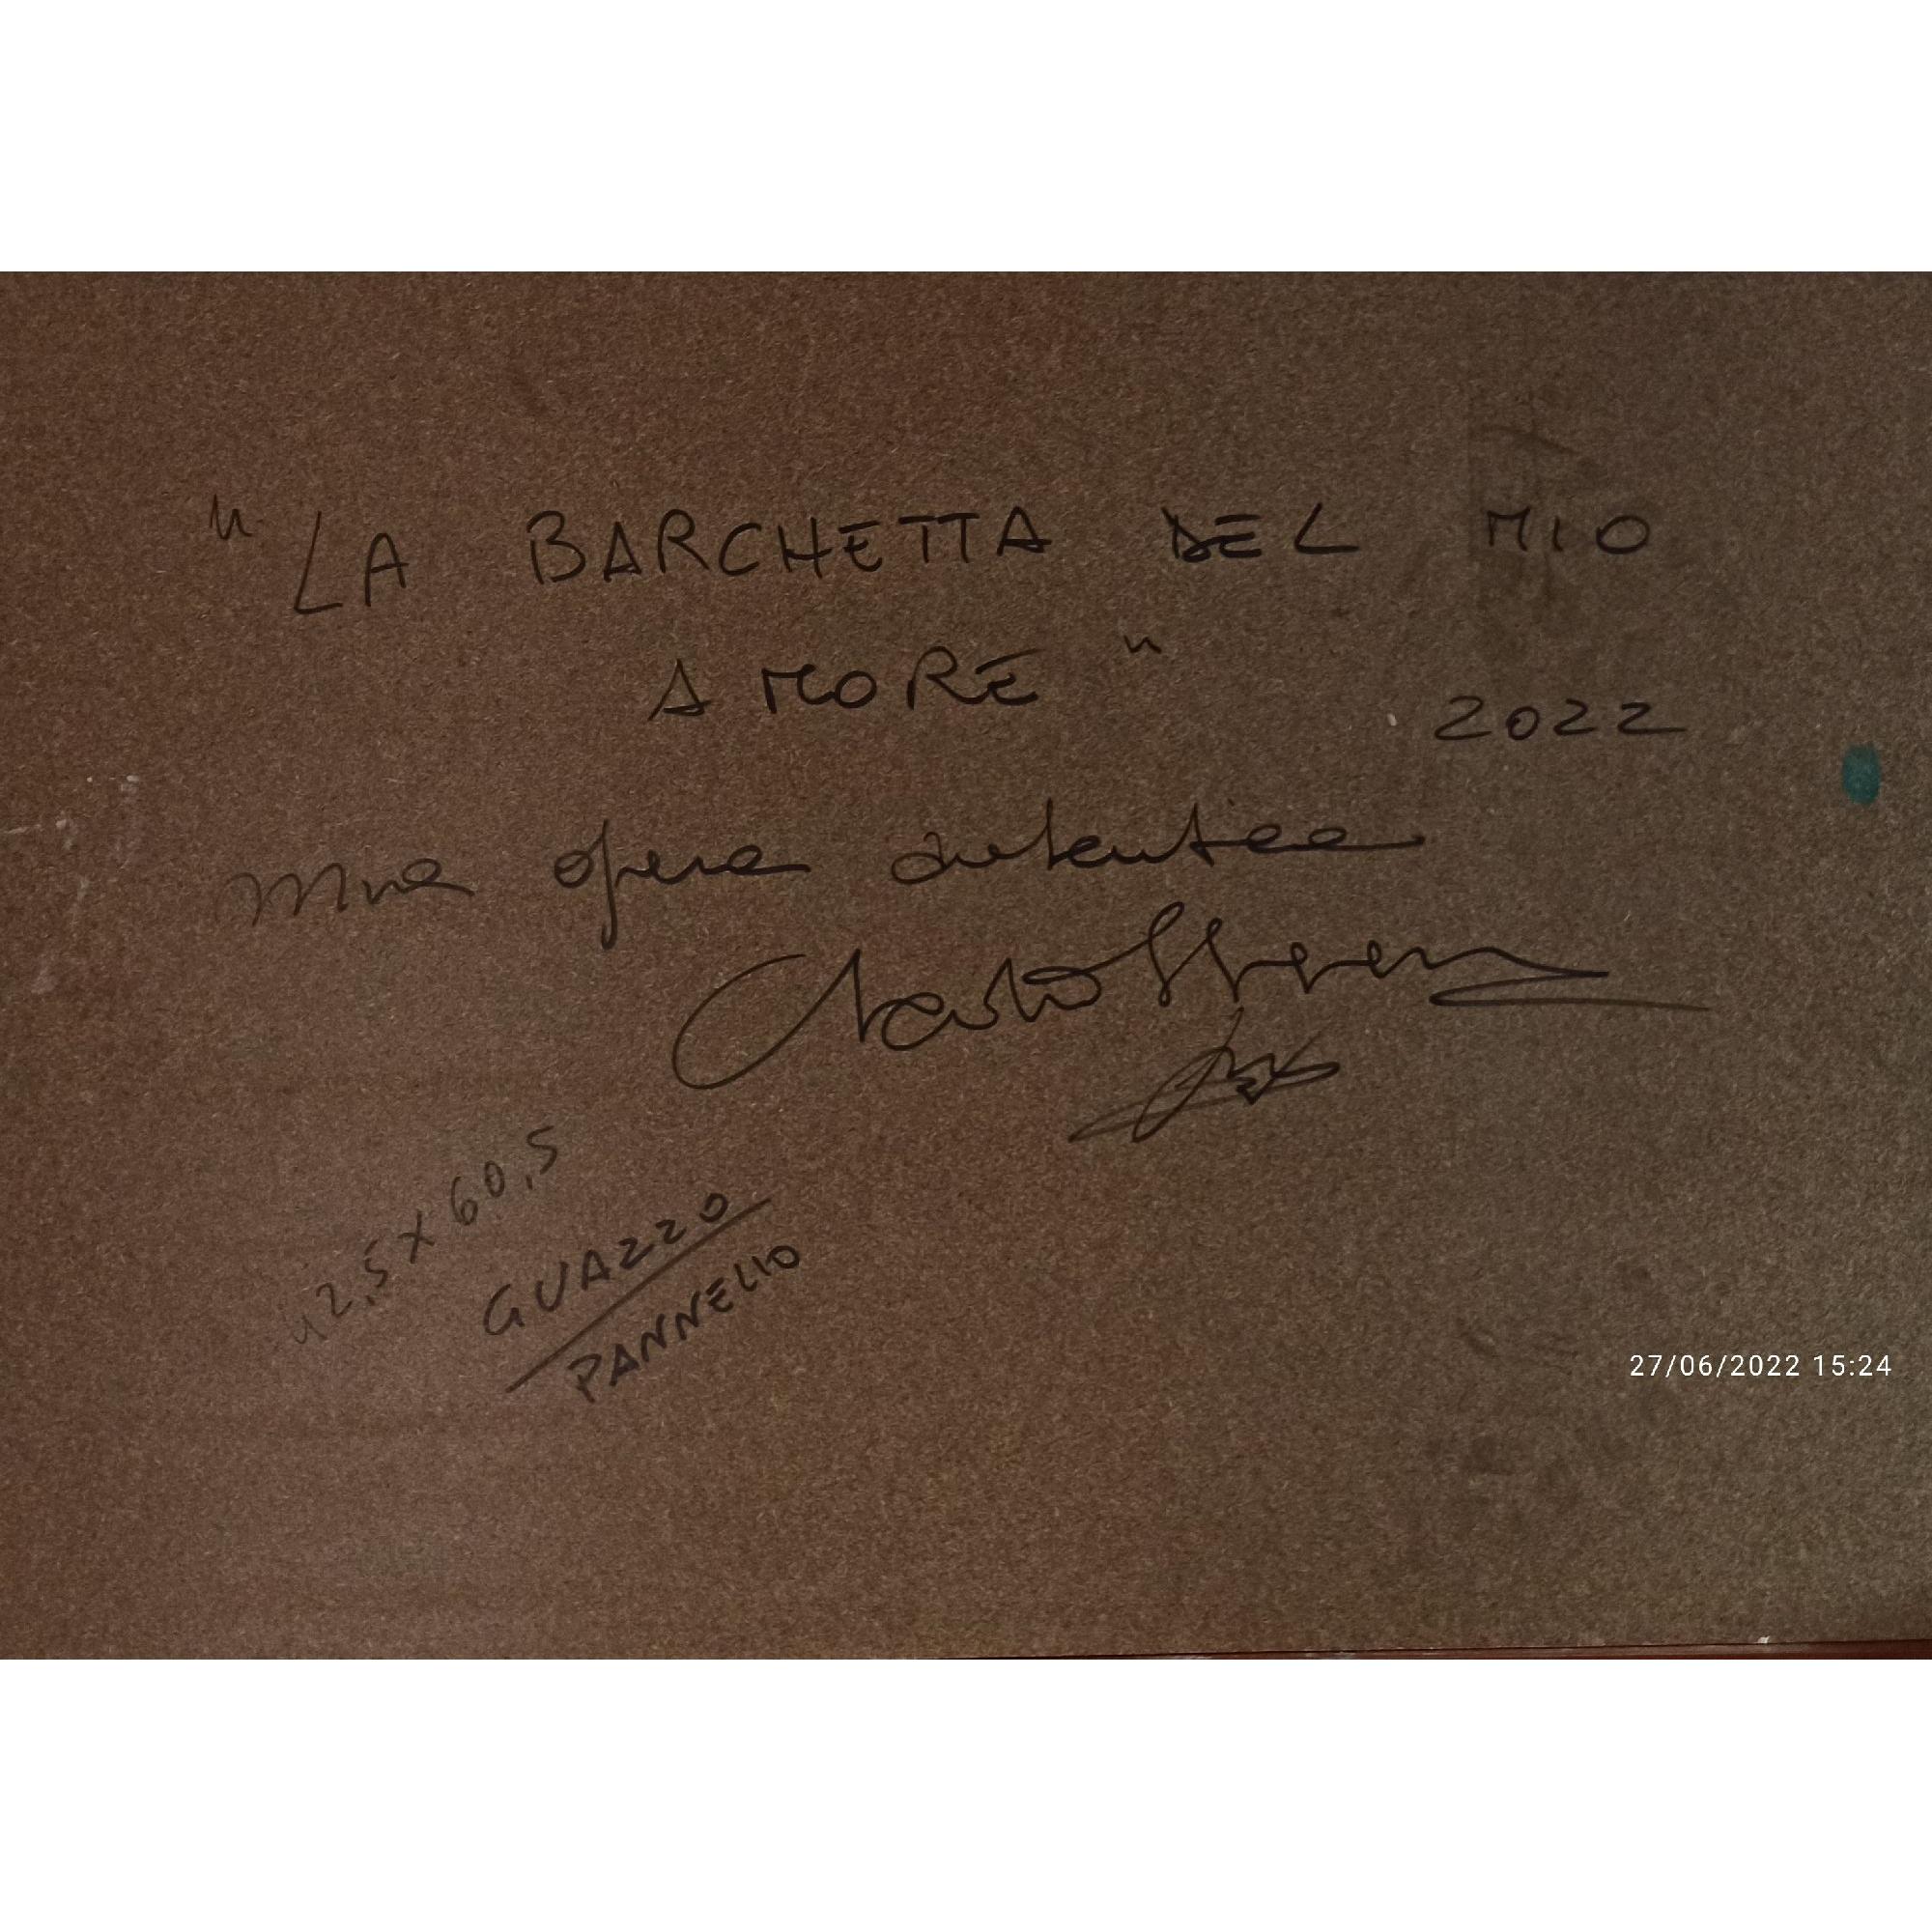 "LA BARCHETTA DEL MIO
AMORE"
2022
mia opera autentica
42,5 X 60,5
GUAZZO
PANNELLO
27/06/2022 15:24